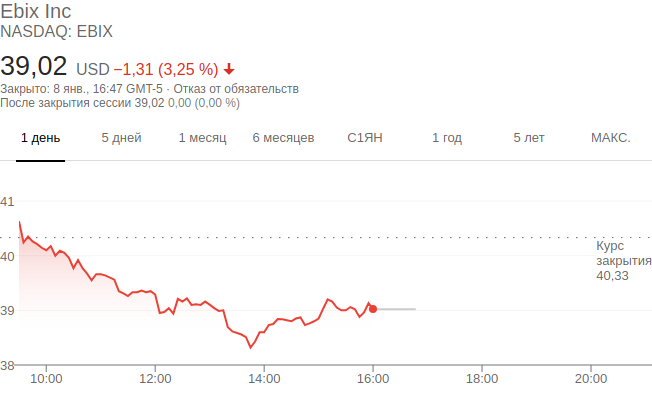 Ebix Inc
NASDAQ: EBIX
39,02 USD −1,31 (3,25 %)
Закрыто: 8 янв., 16:47 GMT-5 · Отказ от обязательств
После закрытия сессии 39,02 0,00 (0,00 %)
1 день 5 дней 1 месяц 6 месяцев С1ЯН 1 год 5 лет МАКС.
41
40
39
38
Курс
закрытия
40,33
10:00 12:00 14:00 16:00 18:00 20:00